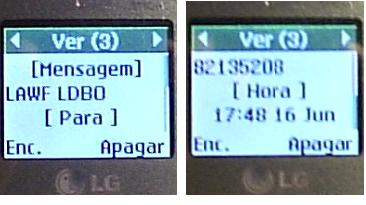 Ver (3)
[Mensagem]
LAWF LDBO
[ Para ]
Enc. Apagar
LG
Ver (3)
82135208
[ Hora ]
17:48 16 Jun
Enc. Apagar
LG